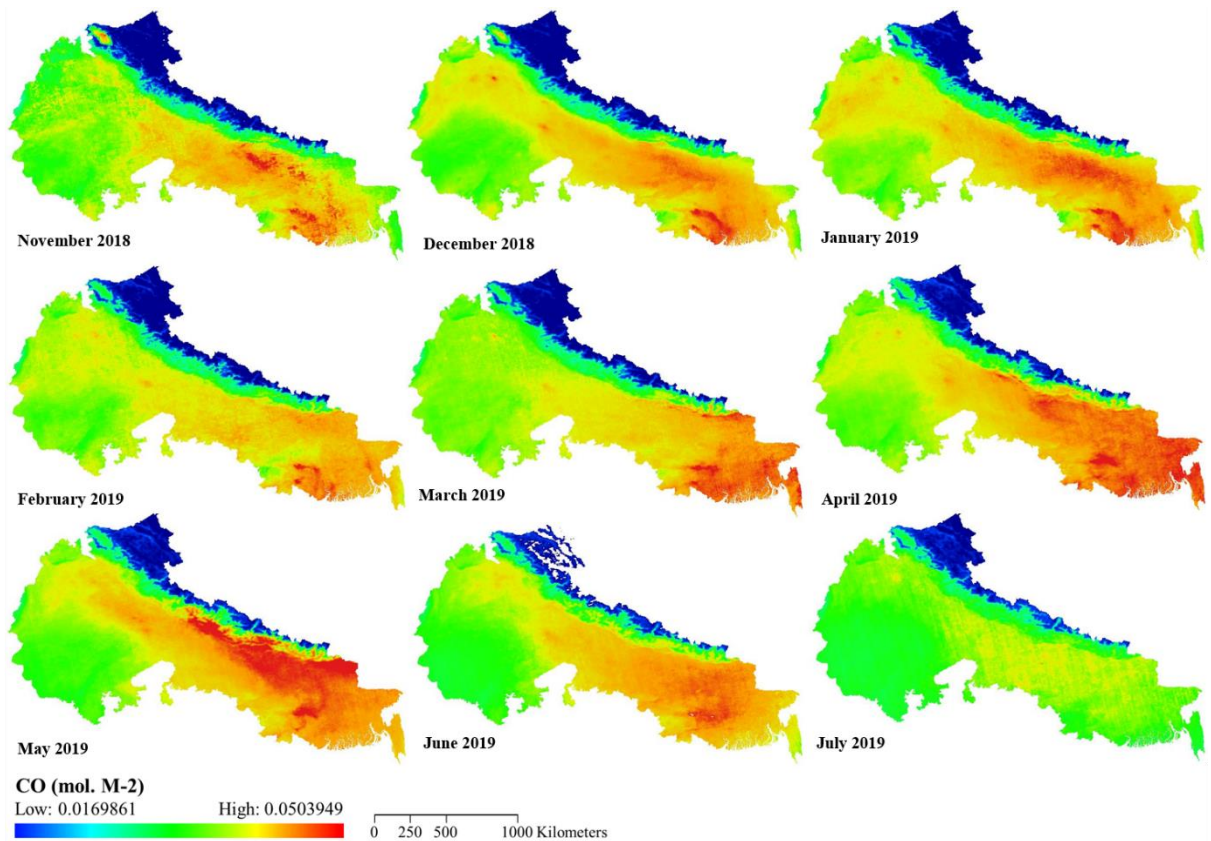 November 2018
December 2018
January 2019
February 2019
March 2019
April 2019
May 2019
June 2019
July 2019
CO (mol. M-2)
Low: 0.0169861 High: 0.0503949
0 250 500 1000 Kilometers